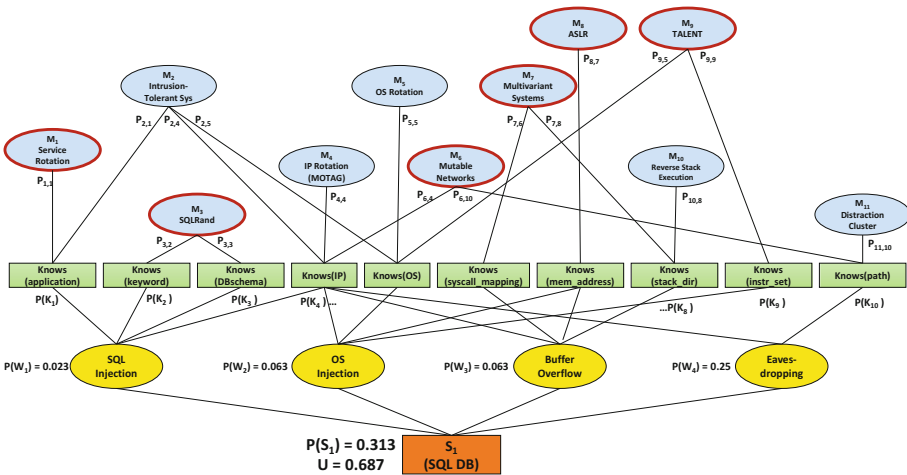 M8
ASLR
M9
TALENT
P8,7
P9,5
P9,9
M2
Intrusion-
Tolerant Sys
M5
OS Rotation
M7
Multivariant
Systems
P2,1
P2,4
P2,5
P5,5
P7,6
P7,8
M1
Service
Rotation
P1,1
M4
IP Rotation
(MOTAG)
P4,4
M6
Mutable
Networks
P6,4
P6,10
M10
Reverse Stack
Execution
P10,8
M3
SQLRand
P3,2
P3,3
M11
Distraction
Cluster
P11,10
Knows
(application)
Knows
(keyword)
Knows
(DBschema)
Knows(IP)
Knows(OS)
Knows
(syscall_mapping)
Knows
(mem_address)
Knows
(stack_dir)
Knows
(instr_set)
Knows(path)
P(K1)
P(K2 )
P(K3 )
P(K4 ) ...
...P(K8 )
P(K9 )
P(K10 )
P(W1) = 0.023
SQL
Injection
P(W2) = 0.063
OS
Injection
P(W3) = 0.063
Buffer
Overflow
P(W4) = 0.25
Eaves-
dropping
P(S1) = 0.313
U = 0.687
S1
(SQL DB)